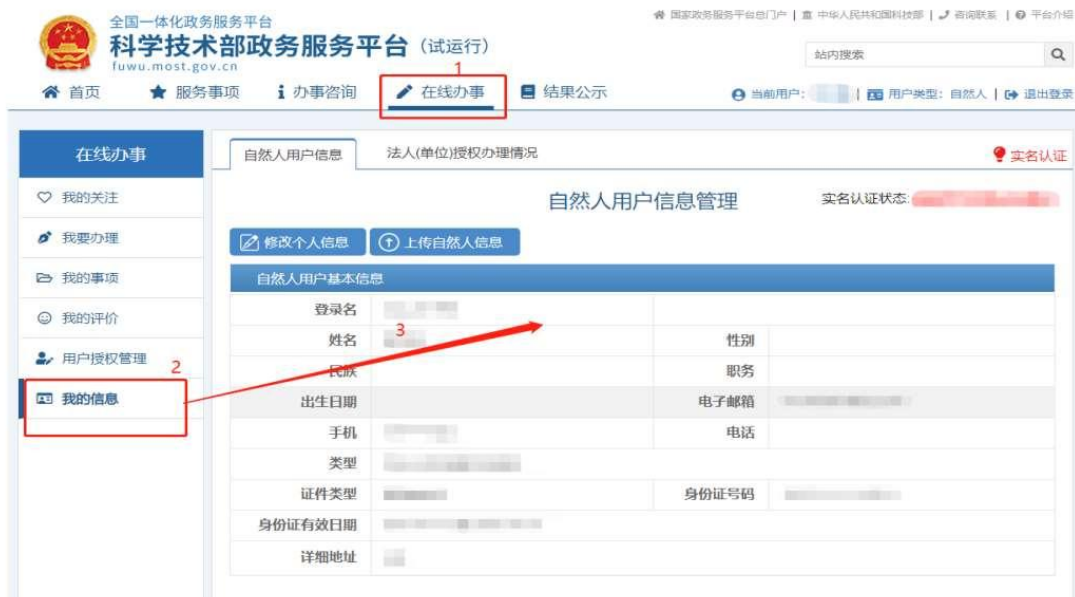 全国一体化政务服务平台
科学技术部政务服务平台（试运行）
fuwu.most.gov.cn
国家政务服务平台总门户 | 中华人民共和国科技部 | 咨询联系 | 平台介绍
站内搜索
1
首页 服务事项 办事咨询 在线办事 结果公示
当前用户： | 用户类型：自然人 | 退出登录
在线办事
我的关注
我要办理
我的事项
我的评价
用户授权管理
2
我的信息
自然人用户信息 法人(单位)授权办理情况
实名认证
自然人用户信息管理
实名认证状态:
修改个人信息 上传自然人信息
自然人用户基本信息
登录名
3
姓名 性别
民族 职务
出生日期 电子邮箱
手机 电话
类型
证件类型 身份证号码
身份证有效日期
详细地址